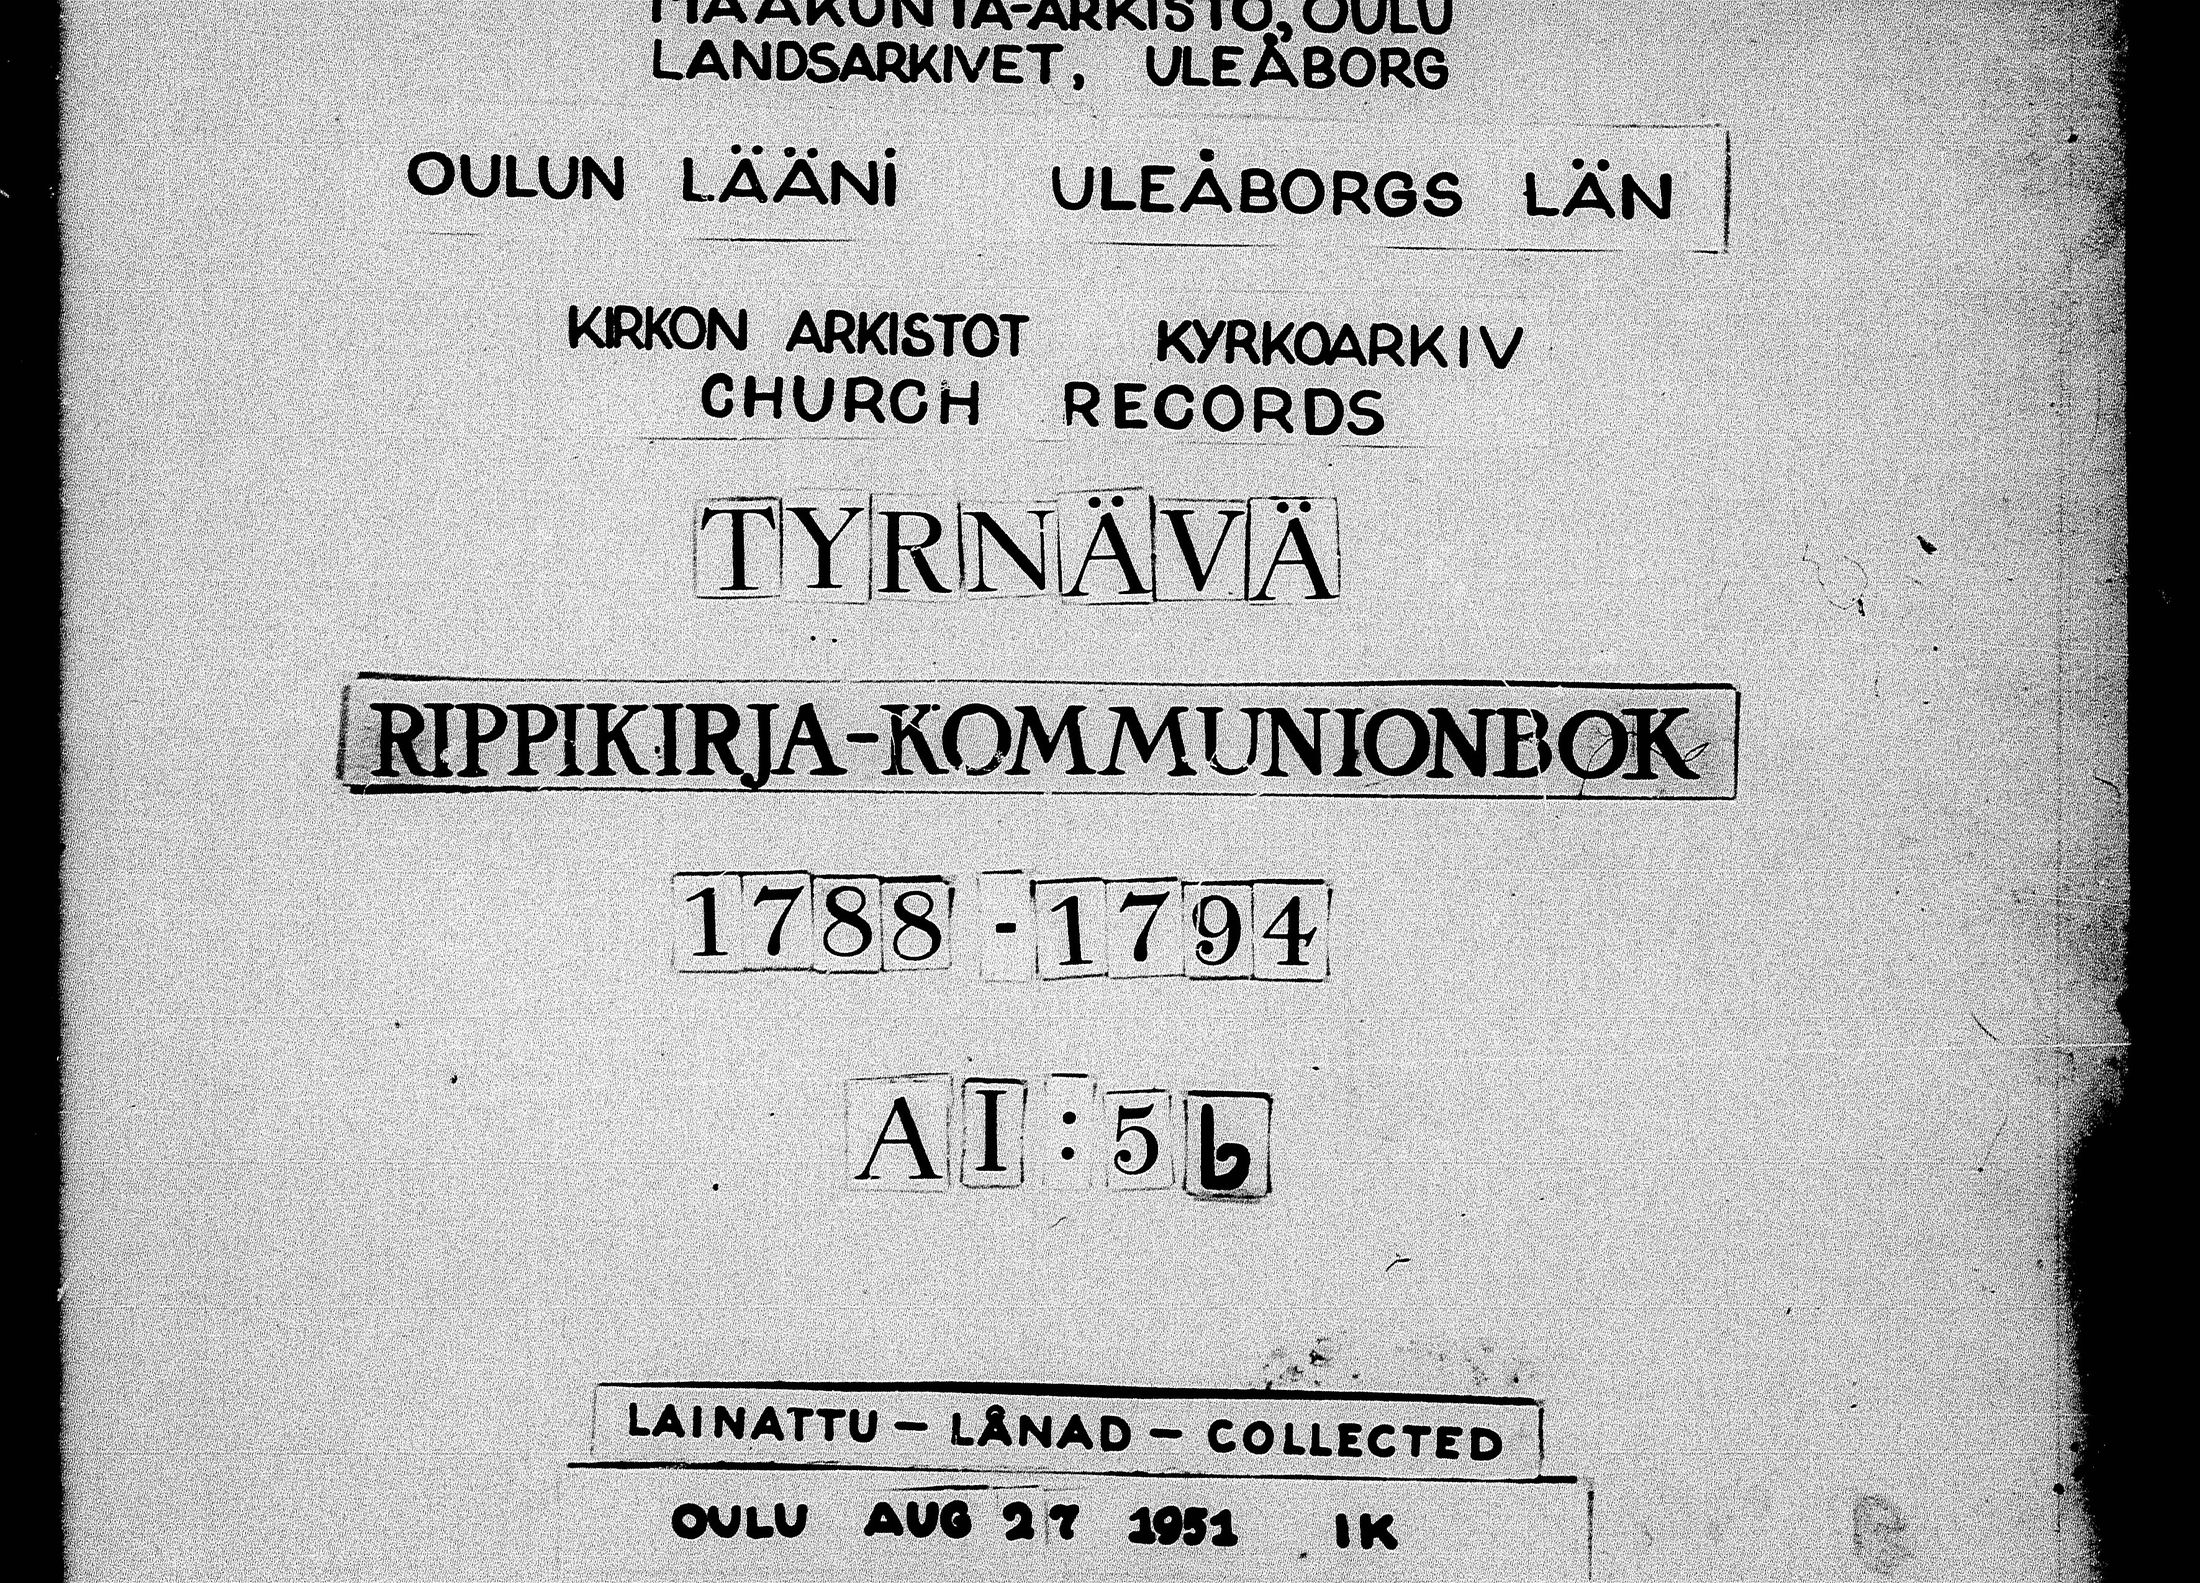 MAAKUNTA-ARKISTO, OULU
LANDSARKIVET, ULEÅBORG
OULUN LÄÄNI ULEÅBORGS LÄN
KIRKON ARKISTOT KYRKOARKIV
CHURCH RECORDS
TYRNÄVÄ
RIPPIKIRJA-KOMMUNIONBOK
1788-1794
AI:5b
LAINATTU — LÅNAD — COLLECTED
OULU AUG 27 1951 IK